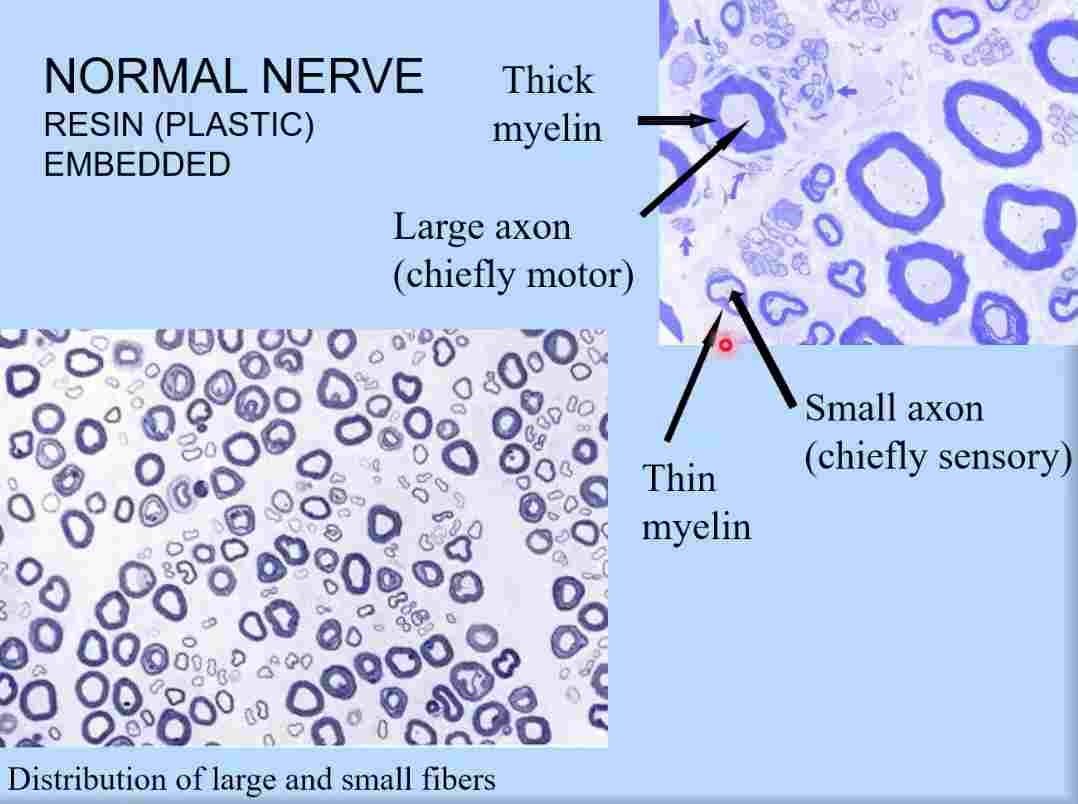 NORMAL NERVE
RESIN (PLASTIC)
EMBEDDED
Thick
myelin
Large axon
(chiefly motor)
Small axon
(chiefly sensory)
Thin
myelin
Distribution of large and small fibers